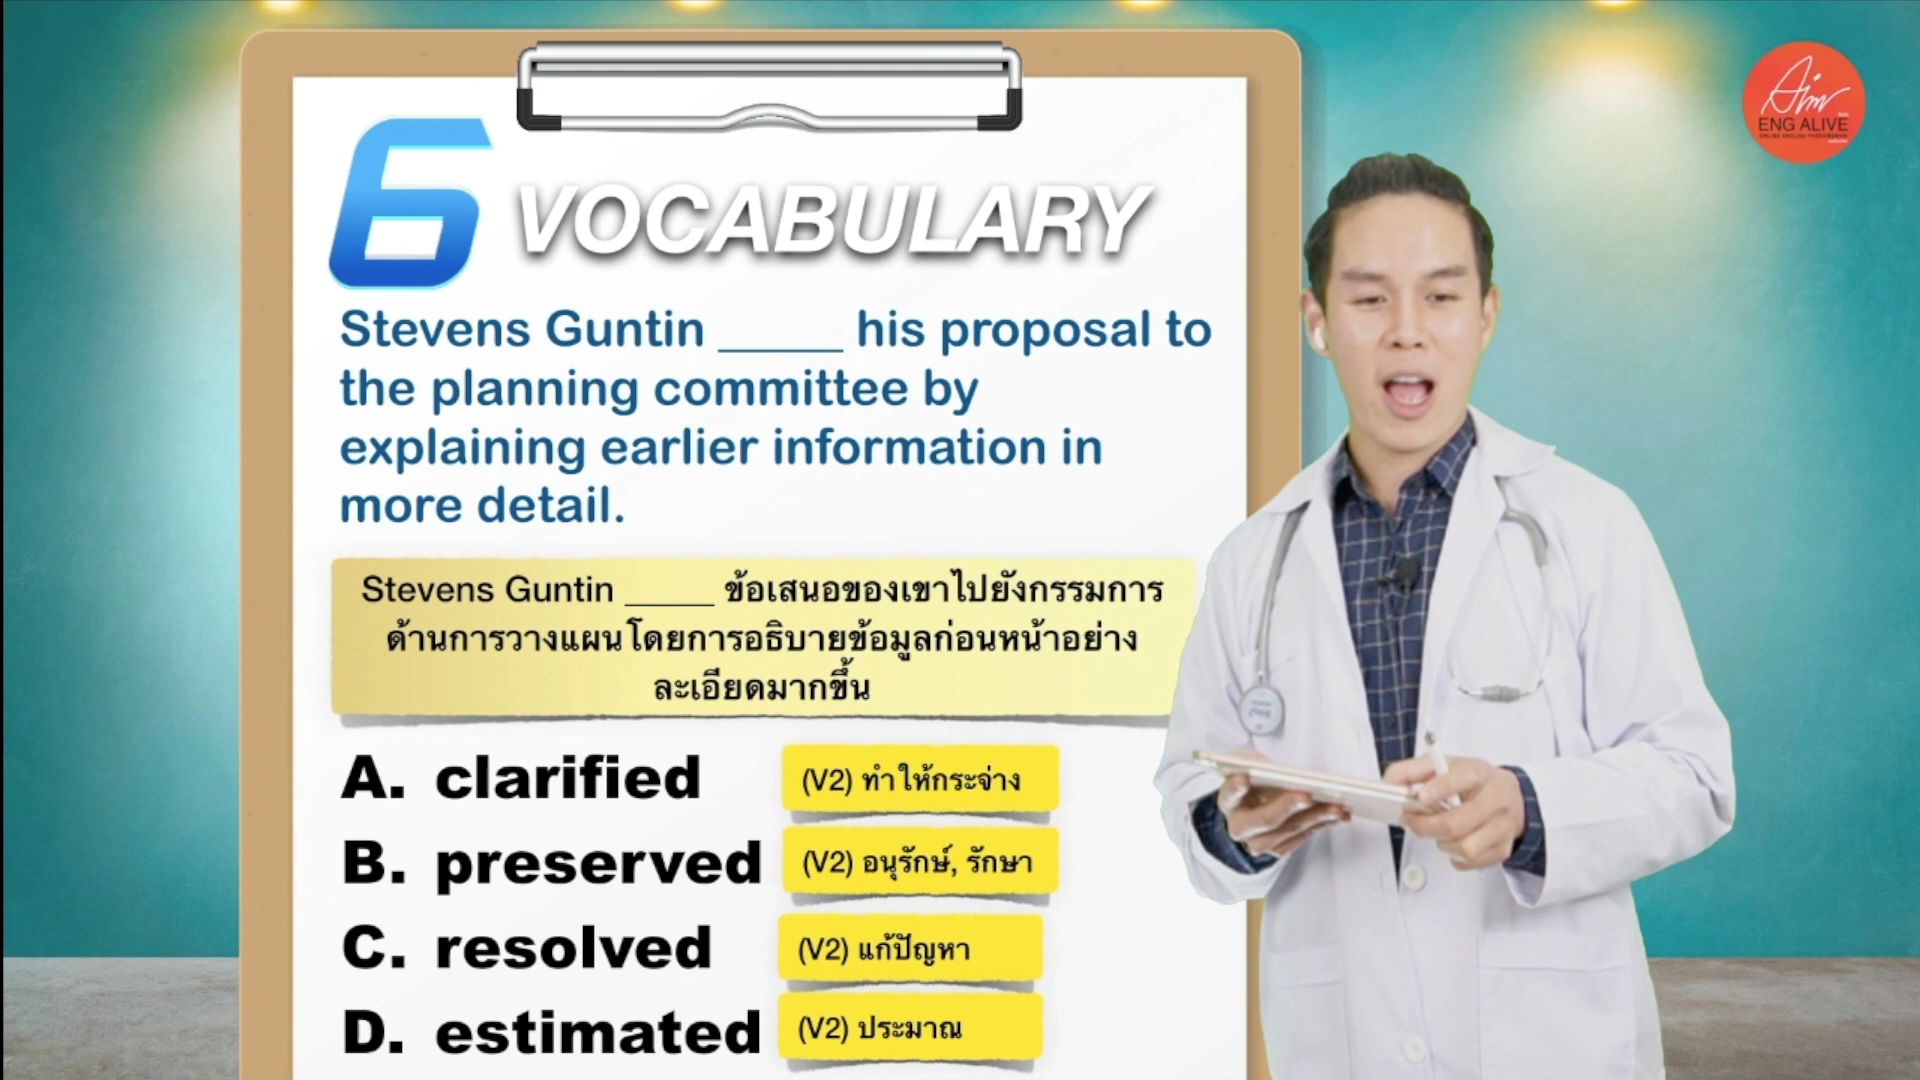 6 VOCABULARY
Stevens Guntin _____ his proposal to
the planning committee by
explaining earlier information in
more detail.
Stevens Guntin _____ ข้อเสนอของเขาไปยังกรรมการ
ด้านการวางแผนโดยการอธิบายข้อมูลก่อนหน้าอย่าง
ละเอียดมากขึ้น
A. clarified (V2) ทำให้กระจ่าง
B. preserved (V2) อนุรักษ์, รักษา
C. resolved (V2) แก้ปัญหา
D. estimated (V2) ประมาณ
Aim
ENG ALIVE